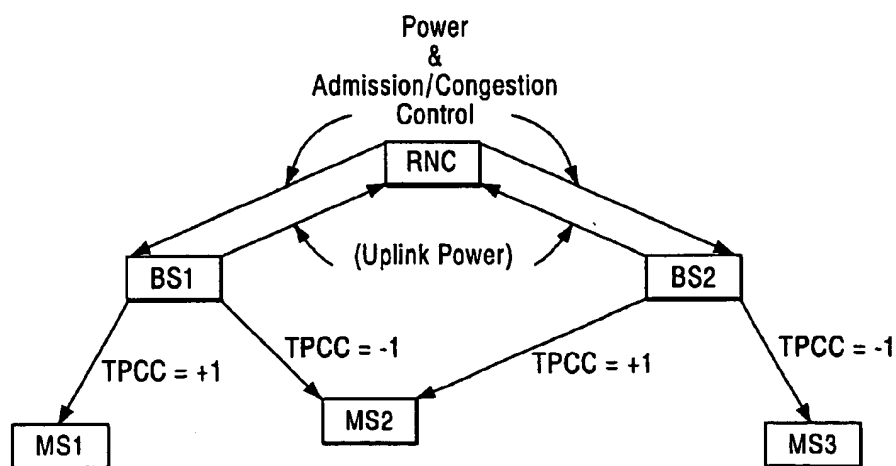 Power
&
Admission/Congestion
Control
RNC
(Uplink Power)
BS1
BS2
TPCC = +1
TPCC = -1
TPCC = +1
TPCC = -1
MS1
MS2
MS3